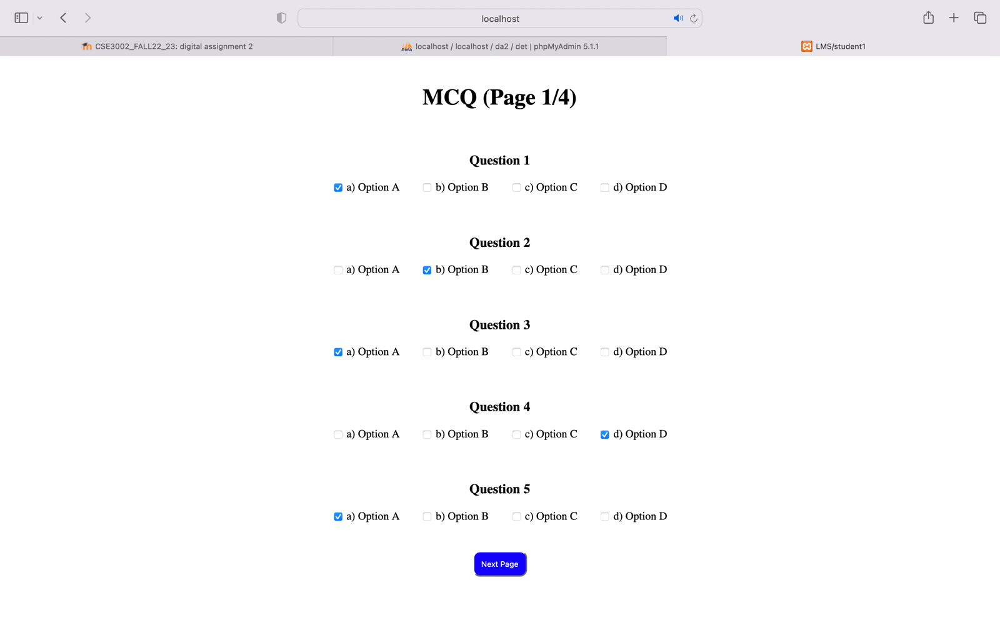 localhost
CSE3002_FALL22_23: digital assignment 2
PMA localhost / localhost / da2 / det | phpMyAdmin 5.1.1
LMS/student1
MCQ (Page 1/4)
Question 1
a) Option A b) Option B c) Option C d) Option D
Question 2
a) Option A b) Option B c) Option C d) Option D
Question 3
a) Option A b) Option B c) Option C d) Option D
Question 4
a) Option A b) Option B c) Option C d) Option D
Question 5
a) Option A b) Option B c) Option C d) Option D
Next Page